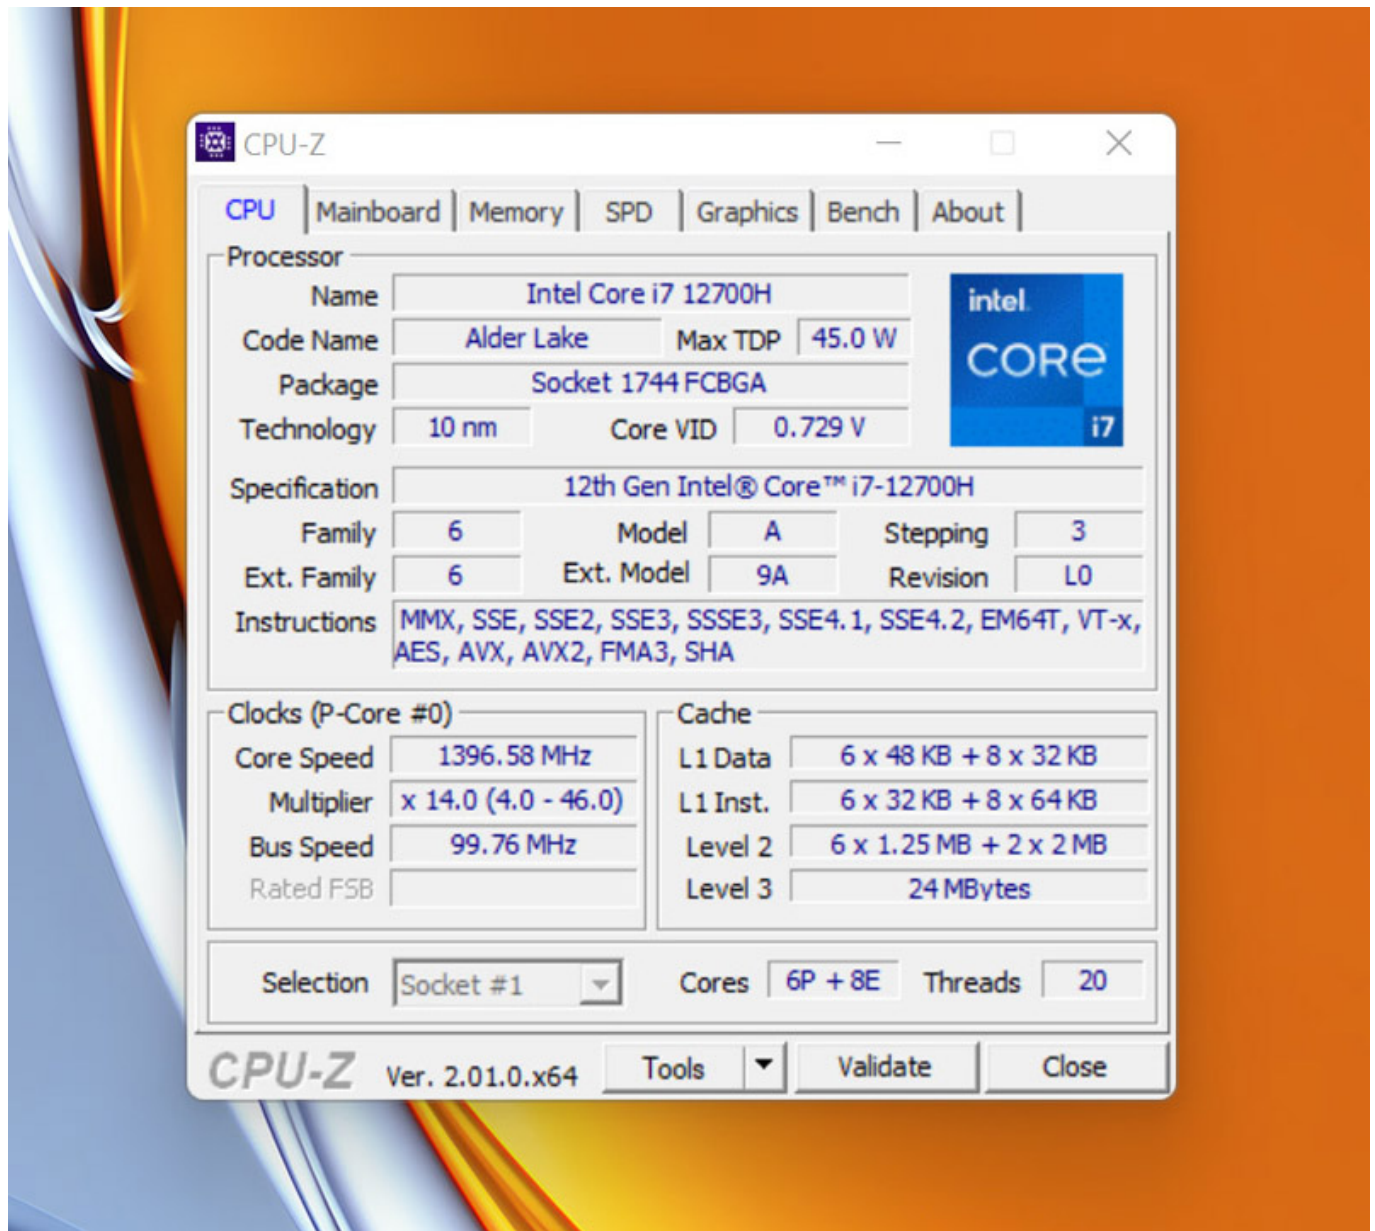 CPU-Z
CPU Mainboard Memory SPD Graphics Bench About
Processor
Name Intel Core i7 12700H
Code Name Alder Lake Max TDP 45.0 W
Package Socket 1744 FCBGA
Technology 10 nm Core VID 0.729 V
intel.
CORE
i7
Specification 12th Gen Intel® Core™ i7-12700H
Family 6 Model A Stepping 3
Ext. Family 6 Ext. Model 9A Revision L0
Instructions MMX, SSE, SSE2, SSE3, SSSE3, SSE4.1, SSE4.2, EM64T, VT-x,
AES, AVX, AVX2, FMA3, SHA
Clocks (P-Core #0)
Core Speed 1396.58 MHz
Multiplier x 14.0 (4.0 - 46.0)
Bus Speed 99.76 MHz
Rated FSB
Cache
L1 Data 6 x 48 KB + 8 x 32 KB
L1 Inst. 6 x 32 KB + 8 x 64 KB
Level 2 6 x 1.25 MB + 2 x 2 MB
Level 3 24 MBytes
Selection Socket #1 Cores 6P + 8E Threads 20
CPU-Z Ver. 2.01.0.x64 Tools Validate Close